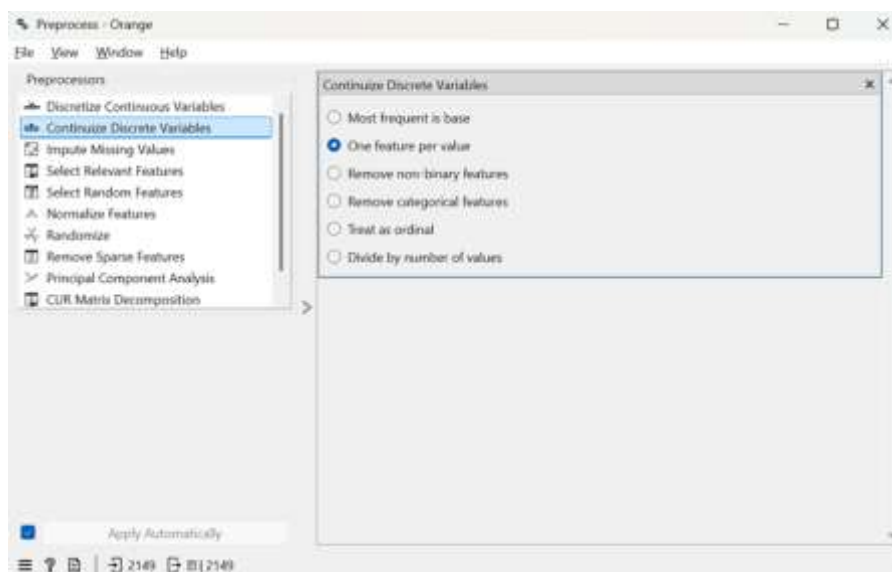 Preprocess - Orange
File View Window Help
Preprocessors
Discretize Continuous Variables
Continuize Discrete Variables
Impute Missing Values
Select Relevant Features
Select Random Features
Normalize Features
Randomize
Remove Sparse Features
Principal Component Analysis
CUR Matrix Decomposition
Continuize Discrete Variables
Most frequent is base
One feature per value
Remove non-binary features
Remove categorical features
Treat as ordinal
Divide by number of values
Apply Automatically
2149 2149